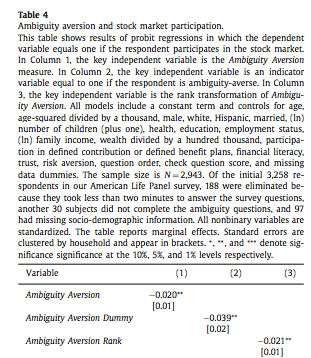 Table 4
Ambiguity aversion and stock market participation.
This table shows results of probit regressions in which the dependent
variable equals one if the respondent participates in the stock market.
In Column 1, the key independent variable is the Ambiguity Aversion
measure. In Column 2, the key independent variable is an indicator
variable equal to one if the respondent is ambiguity-averse. In Column
3, the key independent variable is the rank transformation of Ambigu-
ity Aversion. All models include a constant term and controls for age,
age-squared divided by a thousand, male, white, Hispanic, married, (ln)
number of children (plus one), health, education, employment status,
(ln) family income, wealth divided by a hundred thousand, participa-
tion in defined contribution or defined benefit plans, financial literacy,
trust, risk aversion, question order, check question score, and missing
data dummies. The sample size is N=2,943. Of the initial 3,258 re-
spondents in our American Life Panel survey, 188 were eliminated be-
cause they took less than two minutes to answer the survey questions,
another 30 subjects did not complete the ambiguity questions, and 97
had missing socio-demographic information. All nonbinary variables are
standardized. The table reports marginal effects. Standard errors are
clustered by household and appear in brackets. *, **, and *** denote sig-
nificance significance at the 10%, 5%, and 1% levels respectively.
Variable (1) (2) (3)
Ambiguity Aversion −0.020**
[0.01]
Ambiguity Aversion Dummy −0.039**
[0.02]
Ambiguity Aversion Rank −0.021**
[0.01]